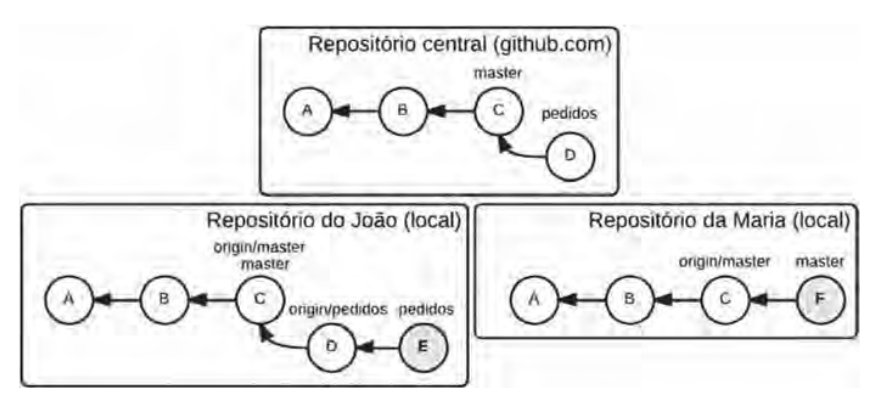 Repositório central (github.com)
master
A B C pedidos
D
Repositório do João (local)
origin/master
master
A B C
origin/pedidos pedidos
D E
Repositório da Maria (local)
origin/master master
A B C F